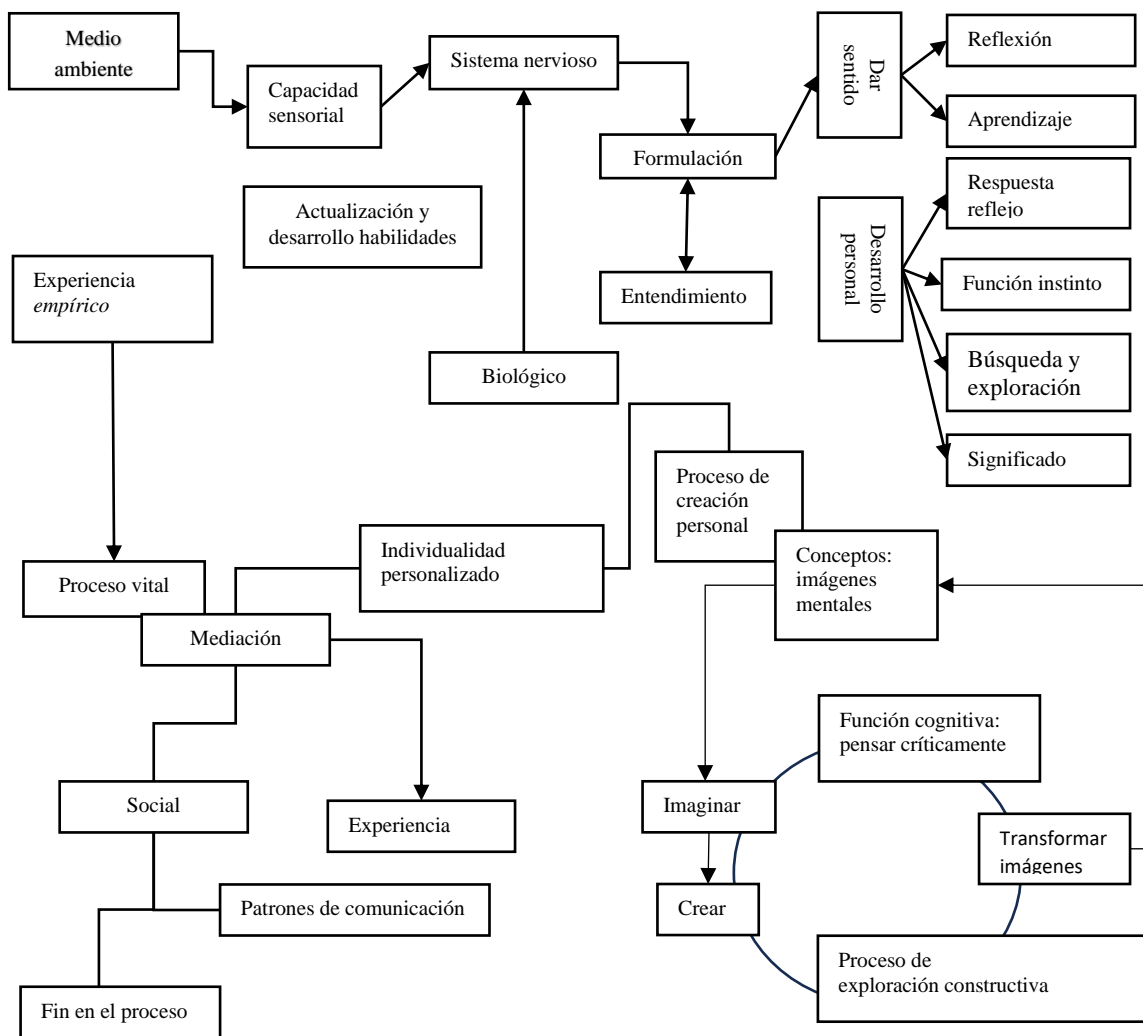 Medio
ambiente
Capacidad
sensorial
Sistema nervioso
Formulación
Entendimiento
Dar
sentido
Reflexión
Aprendizaje
Desarrollo
personal
Respuesta
reflejo
Función instinto
Búsqueda y
exploración
Significado
Actualización y
desarrollo habilidades
Experiencia
empírico
Biológico
Proceso de
creación
personal
Individualidad
personalizado
Conceptos:
imágenes
mentales
Proceso vital
Mediación
Función cognitiva:
pensar críticamente
Social
Experiencia
Imaginar
Transformar
imágenes
Patrones de comunicación
Crear
Proceso de
exploración constructiva
Fin en el proceso